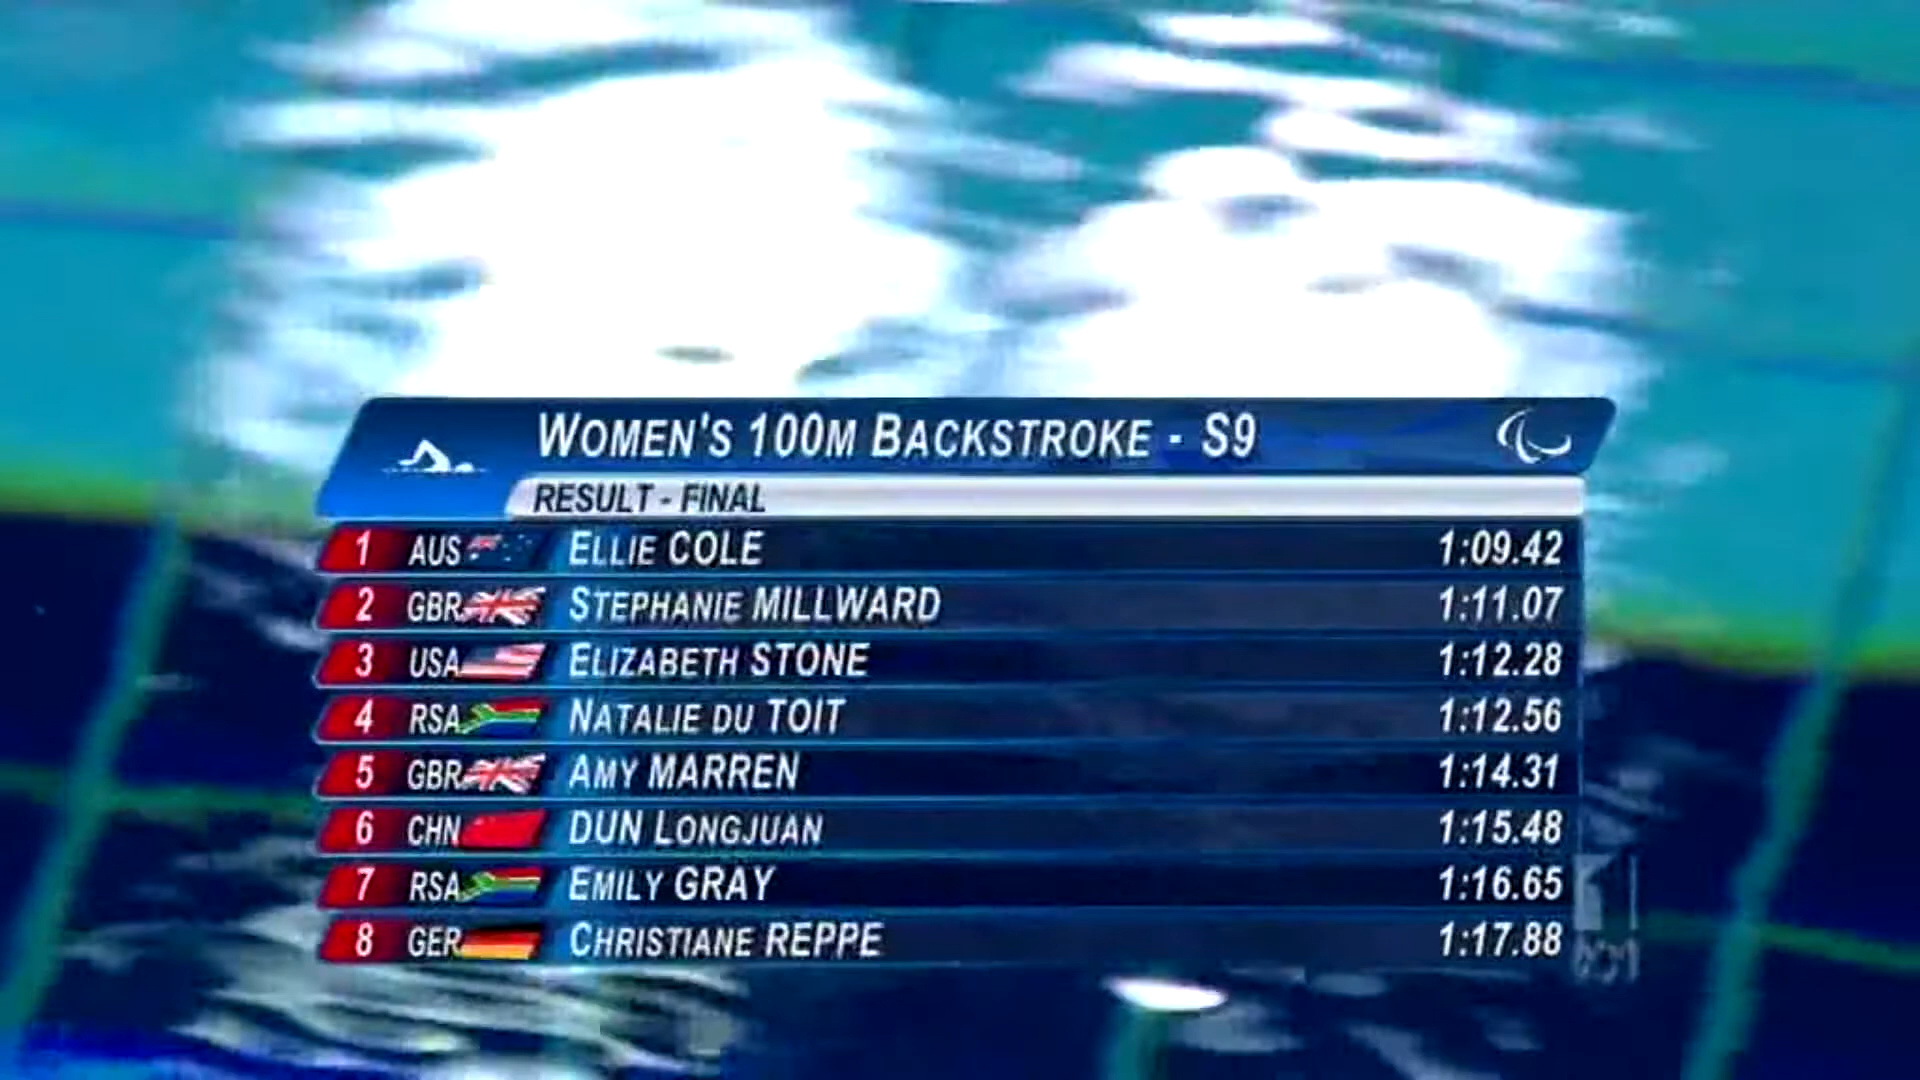 WOMEN'S 100M BACKSTROKE - S9
RESULT - FINAL
1 AUS ELLIE COLE 1:09.42
2 GBR STEPHANIE MILLWARD 1:11.07
3 USA ELIZABETH STONE 1:12.28
4 RSA NATALIE DU TOIT 1:12.56
5 GBR AMY MARREN 1:14.31
6 CHN DUN LONGJUAN 1:15.48
7 RSA EMILY GRAY 1:16.65
8 GER CHRISTIANE REPPE 1:17.88